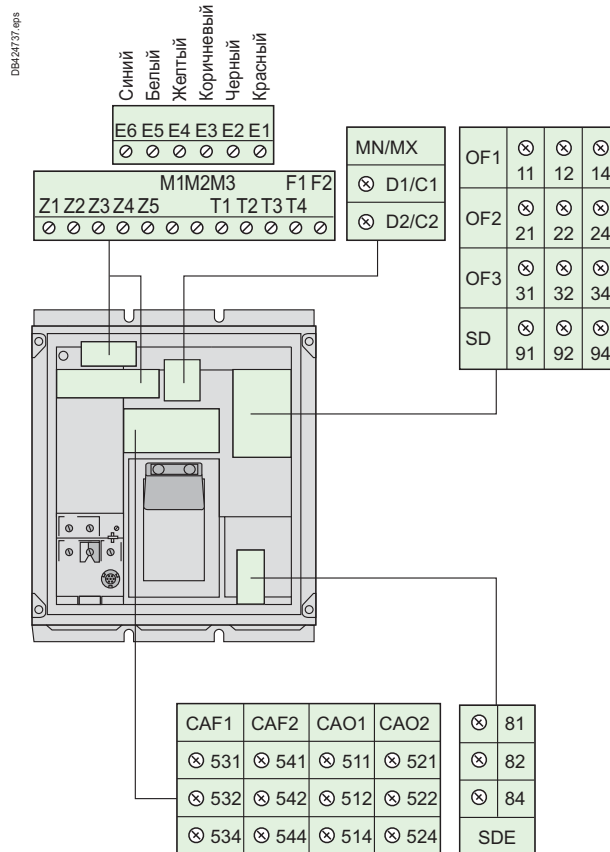 DB424737.eps
Синий
Белый
Желтый
Коричневый
Черный
Красный
E6 E5 E4 E3 E2 E1
M1M2M3 F1 F2
Z1 Z2 Z3 Z4 Z5 T1 T2 T3 T4
MN/MX
D1/C1
D2/C2
OF1
11 12 14
OF2
21 22 24
OF3
31 32 34
SD
91 92 94
CAF1 CAF2 CAO1 CAO2
531 541 511 521
532 542 512 522
534 544 514 524
81
82
84
SDE